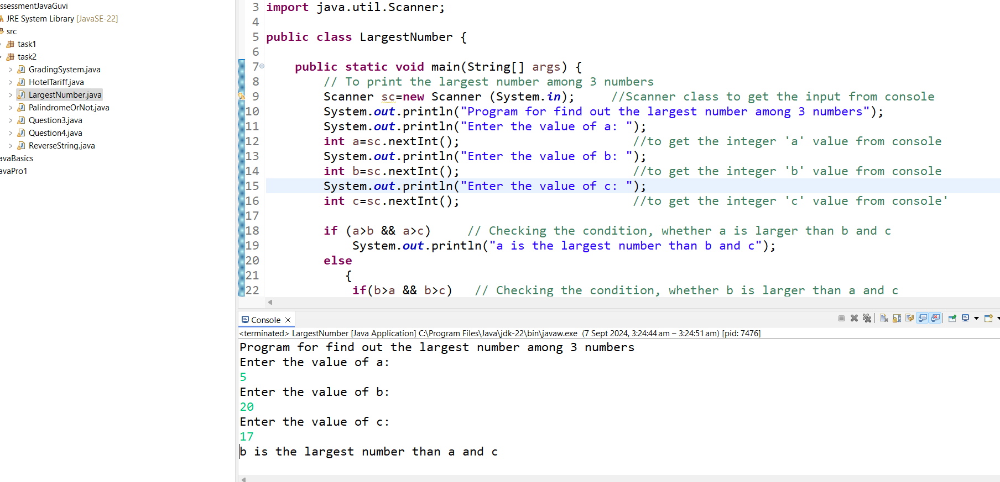 ssessmentJavaGuvi
JRE System Library [JavaSE-22]
src
task1
task2
GradingSystem.java
HotelTariff.java
LargestNumber.java
PalindromeOrNot.java
Question3.java
Question4.java
ReverseString.java
avaBasics
avaPro1
3 import java.util.Scanner;
4
5 public class LargestNumber {
6
7 public static void main(String[] args) {
8 // To print the largest number among 3 numbers
9 Scanner sc=new Scanner (System.in); //Scanner class to get the input from console
10 System.out.println("Program for find out the largest number among 3 numbers");
11 System.out.println("Enter the value of a: ");
12 int a=sc.nextInt(); //to get the integer 'a' value from console
13 System.out.println("Enter the value of b: ");
14 int b=sc.nextInt(); //to get the integer 'b' value from console
15 System.out.println("Enter the value of c: ");
16 int c=sc.nextInt(); //to get the integer 'c' value from console'
17
18 if (a>b && a>c) // Checking the condition, whether a is larger than b and c
19 System.out.println("a is the largest number than b and c");
20 else
21 {
22 if(b>a && b>c) // Checking the condition, whether b is larger than a and c
Console
<terminated> LargestNumber [Java Application] C:\Program Files\Java\jdk-22\bin\javaw.exe (7 Sept 2024, 3:24:44 am – 3:24:51 am) [pid: 7476]
Program for find out the largest number among 3 numbers
Enter the value of a:
5
Enter the value of b:
20
Enter the value of c:
17
b is the largest number than a and c